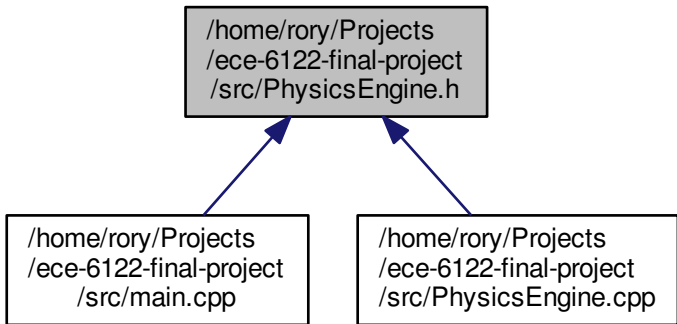 /home/rory/Projects
/ece-6122-final-project
/src/PhysicsEngine.h
/home/rory/Projects
/ece-6122-final-project
/src/main.cpp
/home/rory/Projects
/ece-6122-final-project
/src/PhysicsEngine.cpp